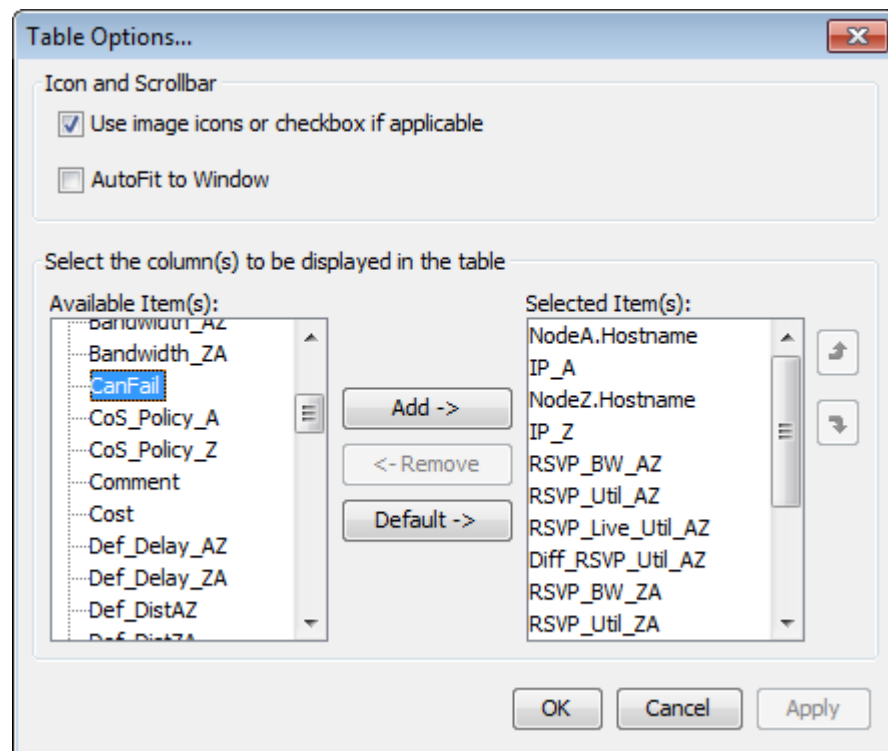 Table Options...
Icon and Scrollbar
Use image icons or checkbox if applicable
AutoFit to Window
Select the column(s) to be displayed in the table
Available Item(s):
Bandwidth_AZ
Bandwidth_ZA
CanFail
CoS_Policy_A
CoS_Policy_Z
Comment
Cost
Def_Delay_AZ
Def_Delay_ZA
Def_DistAZ
Def_DistZA
Add ->
<- Remove
Default ->
Selected Item(s):
NodeA.Hostname
IP_A
NodeZ.Hostname
IP_Z
RSVP_BW_AZ
RSVP_Util_AZ
RSVP_Live_Util_AZ
Diff_RSVP_Util_AZ
RSVP_BW_ZA
RSVP_Util_ZA
OK
Cancel
Apply